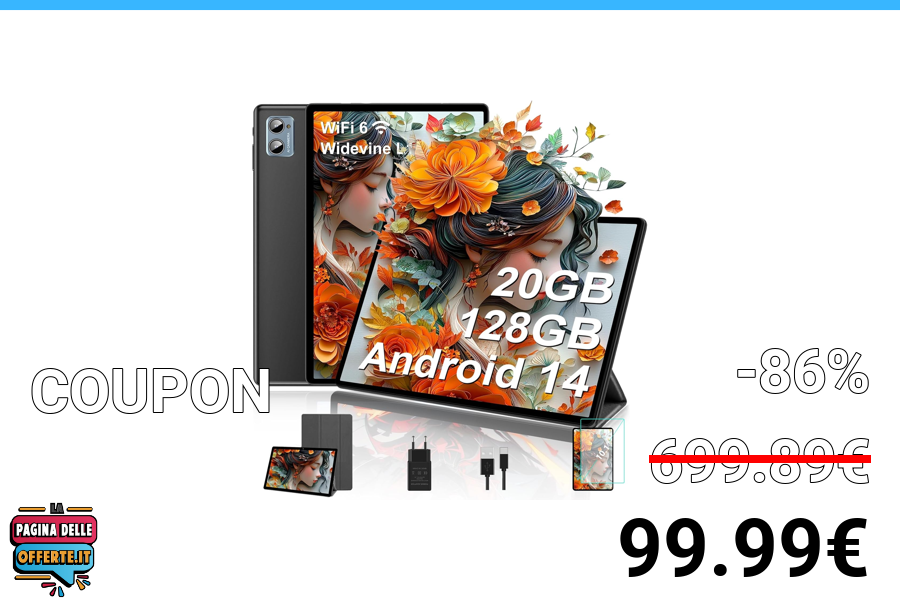 WiFi 6
Widevine L
20GB
128GB
Android 14
COUPON
-86%
699.89€
99.99€
LA
PAGINA DELLE
OFFERTE.IT